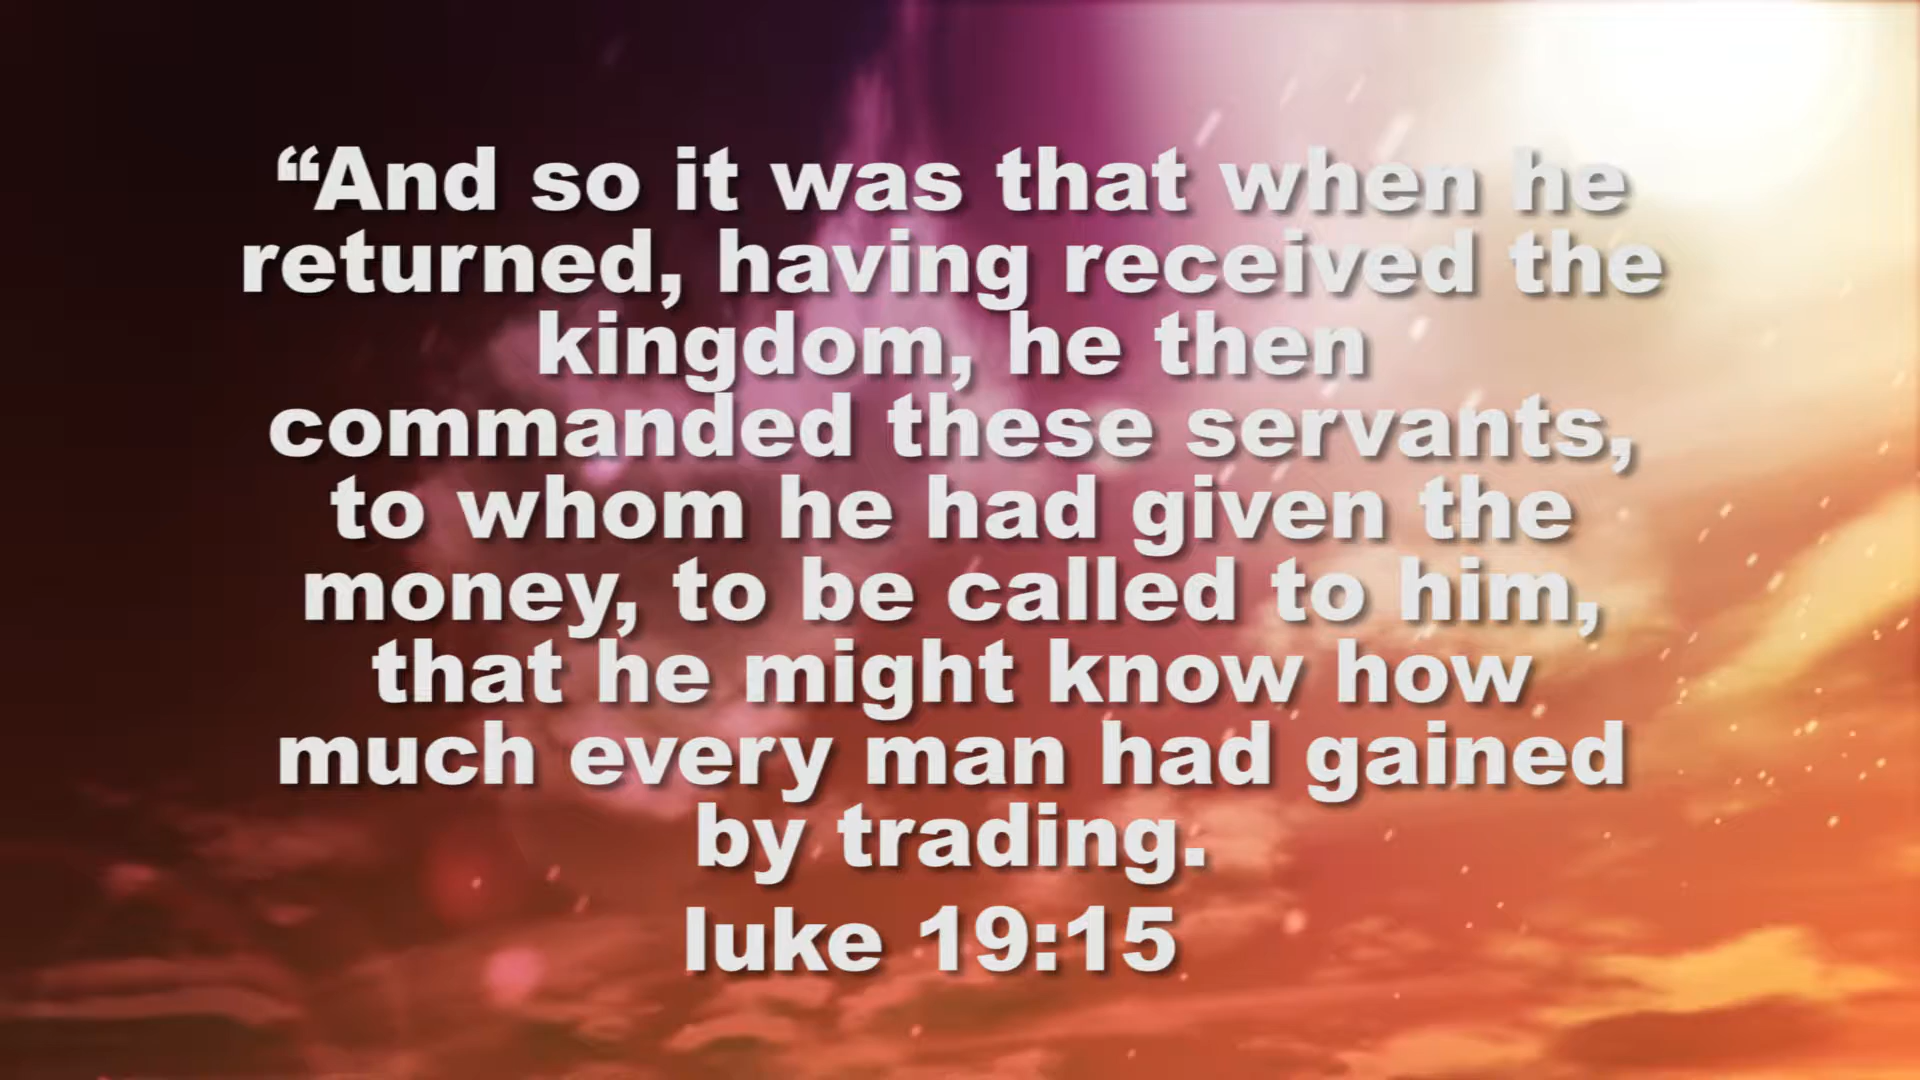 “And so it was that when he
returned, having received the
kingdom, he then
commanded these servants,
to whom he had given the
money, to be called to him,
that he might know how
much every man had gained
by trading.
luke 19:15